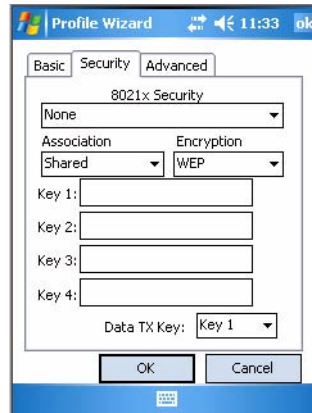 Profile Wizard 11:33 ok
Basic Security Advanced
8021x Security
None
Association Encryption
Shared WEP
Key 1:
Key 2:
Key 3:
Key 4:
Data TX Key: Key 1
OK Cancel